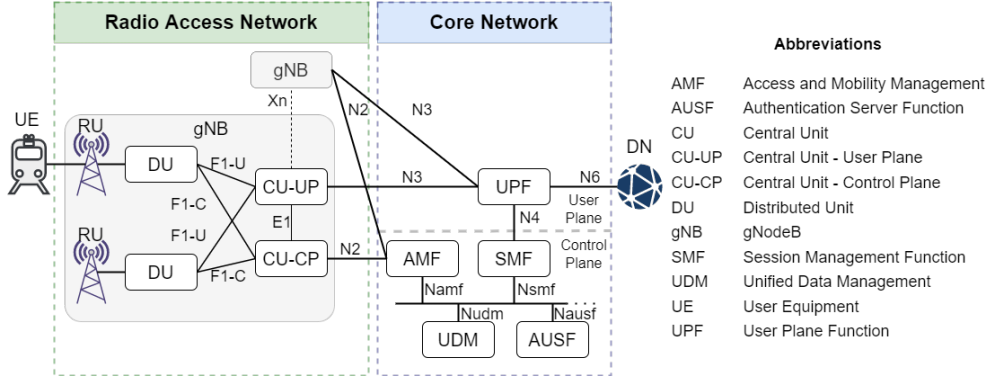 Radio Access Network
Core Network
Abbreviations
gNB
Xn
N2
N3
UE
RU
gNB
DU
F1-U
F1-C
CU-UP
N3
UPF
N6
DN
User
Plane
E1
N4
RU
DU
F1-U
F1-C
CU-CP
N2
AMF
SMF
Control
Plane
Namf
Nsmf
Nudm
Nausf
UDM
AUSF
AMF Access and Mobility Management
AUSF Authentication Server Function
CU Central Unit
CU-UP Central Unit - User Plane
CU-CP Central Unit - Control Plane
DU Distributed Unit
gNB gNodeB
SMF Session Management Function
UDM Unified Data Management
UE User Equipment
UPF User Plane Function